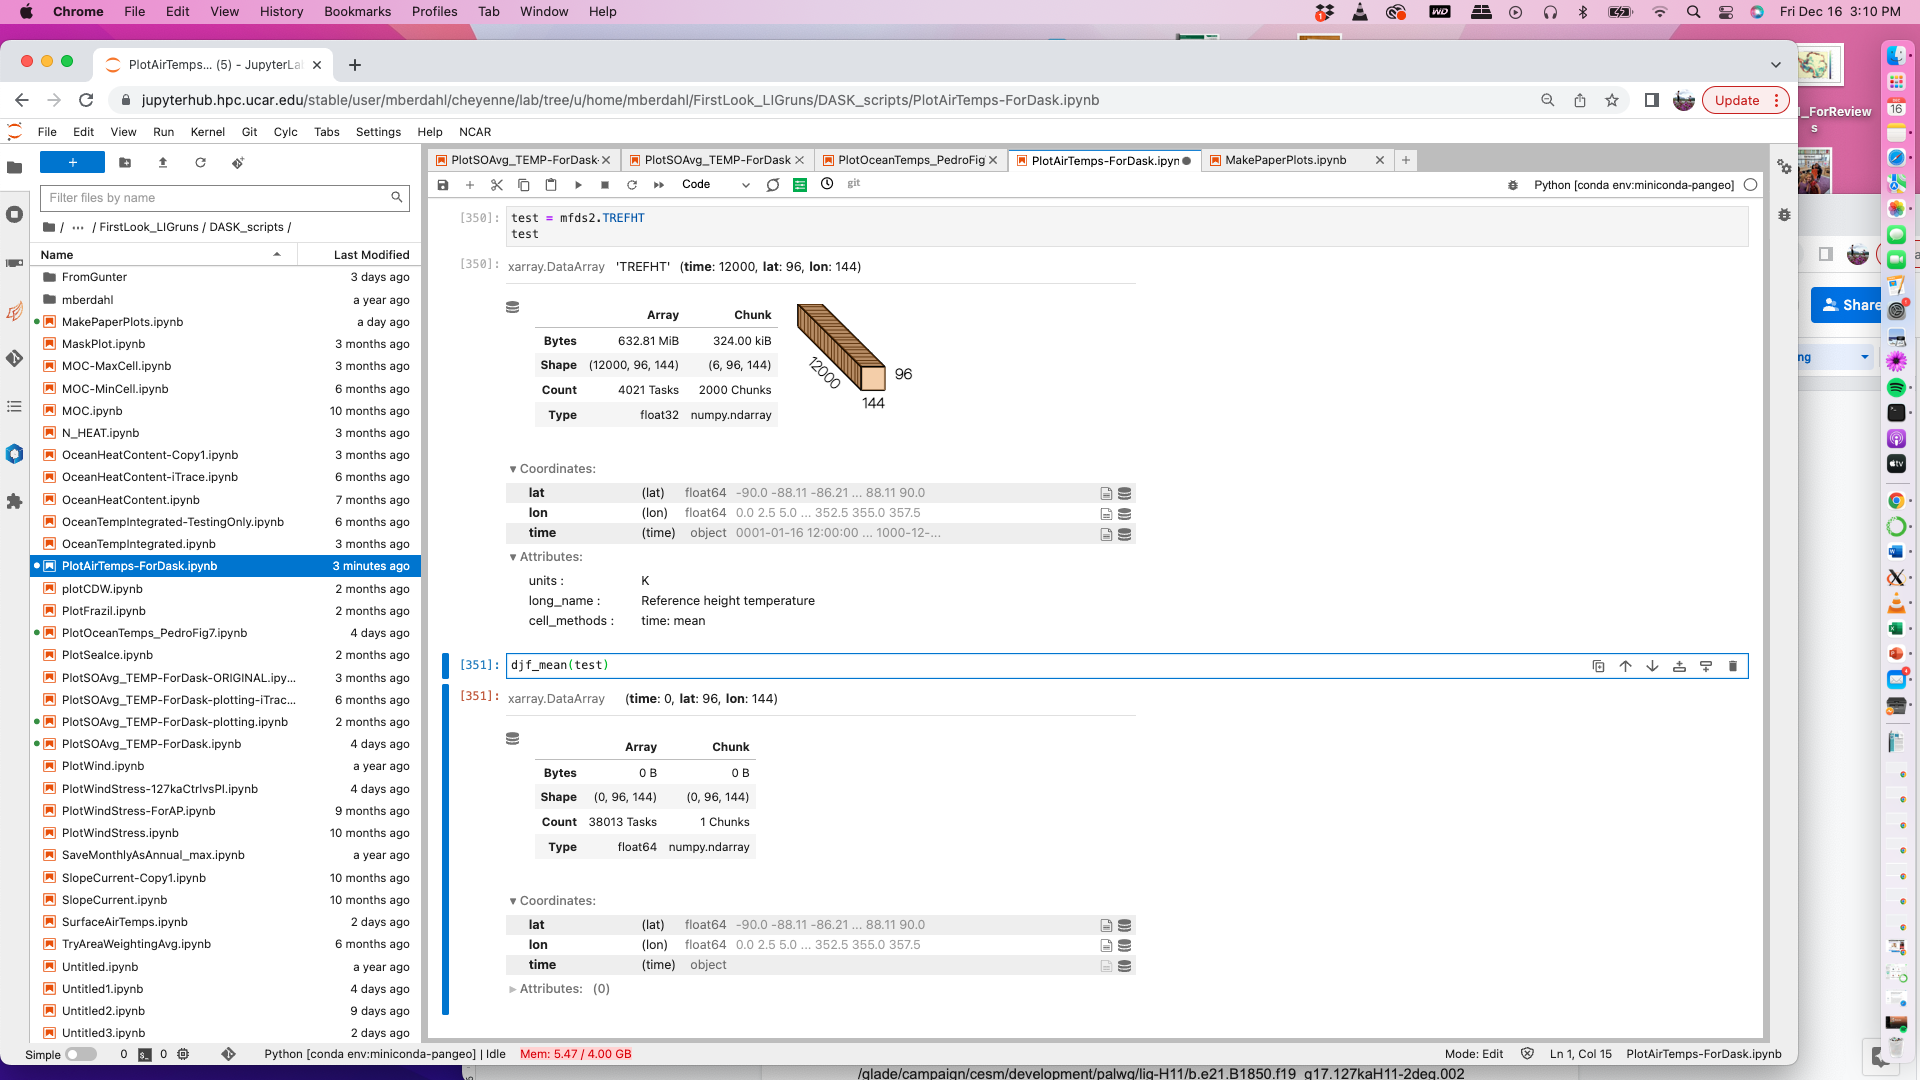 Chrome File Edit View History Bookmarks Profiles Tab Window Help
WD
Fri Dec 16 3:10 PM
PlotAirTemps... (5) - JupyterLa
jupyterhub.hpc.ucar.edu/stable/user/mberdahl/cheyenne/lab/tree/u/home/mberdahl/FirstLook_LIGruns/DASK_scripts/PlotAirTemps-ForDask.ipynb
Update
File Edit View Run Kernel Git Cylc Tabs Settings Help NCAR
PlotSOAvg_TEMP-ForDask- PlotSOAvg_TEMP-ForDask PlotOceanTemps_PedroFig PlotAirTemps-ForDask.ipyn MakePaperPlots.ipynb
Code git Python [conda env:miniconda-pangeo]
Filter files by name
/ ... / FirstLook_LIGruns / DASK_scripts /
Name Last Modified
FromGunter 3 days ago
mberdahl a year ago
MakePaperPlots.ipynb a day ago
MaskPlot.ipynb 3 months ago
MOC-MaxCell.ipynb 3 months ago
MOC-MinCell.ipynb 6 months ago
MOC.ipynb 10 months ago
N_HEAT.ipynb 3 months ago
OceanHeatContent-Copy1.ipynb 3 months ago
OceanHeatContent-iTrace.ipynb 6 months ago
OceanHeatContent.ipynb 7 months ago
OceanTempIntegrated-TestingOnly.ipynb 6 months ago
OceanTempIntegrated.ipynb 3 months ago
PlotAirTemps-ForDask.ipynb 3 minutes ago
plotCDW.ipynb 2 months ago
PlotFrazil.ipynb 2 months ago
PlotOceanTemps_PedroFig7.ipynb 4 days ago
PlotSeaIce.ipynb 2 months ago
PlotSOAvg_TEMP-ForDask-ORIGINAL.ipy... 3 months ago
PlotSOAvg_TEMP-ForDask-plotting-iTrac... 6 months ago
PlotSOAvg_TEMP-ForDask-plotting.ipynb 2 months ago
PlotSOAvg_TEMP-ForDask.ipynb 4 days ago
PlotWind.ipynb a year ago
PlotWindStress-127kaCtrlvsPI.ipynb 4 days ago
PlotWindStress-ForAP.ipynb 9 months ago
PlotWindStress.ipynb 10 months ago
SaveMonthlyAsAnnual_max.ipynb a year ago
SlopeCurrent-Copy1.ipynb 10 months ago
SlopeCurrent.ipynb 10 months ago
SurfaceAirTemps.ipynb 2 days ago
TryAreaWeightingAvg.ipynb 6 months ago
Untitled.ipynb a year ago
Untitled1.ipynb 4 days ago
Untitled2.ipynb 9 days ago
Untitled3.ipynb 2 days ago
[350]: test = mfds2.TREFHT
test
[350]: xarray.DataArray 'TREFHT' (time: 12000, lat: 96, lon: 144)
Array Chunk
Bytes 632.81 MiB 324.00 kiB
Shape (12000, 96, 144) (6, 96, 144)
Count 4021 Tasks 2000 Chunks
Type float32 numpy.ndarray
12000
96
144
▼ Coordinates:
lat (lat) float64 -90.0 -88.11 -86.21 ... 88.11 90.0
lon (lon) float64 0.0 2.5 5.0 ... 352.5 355.0 357.5
time (time) object 0001-01-16 12:00:00 ... 1000-12-...
▼ Attributes:
units : K
long_name : Reference height temperature
cell_methods : time: mean
[351]: djf_mean(test)
[351]: xarray.DataArray (time: 0, lat: 96, lon: 144)
Array Chunk
Bytes 0 B 0 B
Shape (0, 96, 144) (0, 96, 144)
Count 38013 Tasks 1 Chunks
Type float64 numpy.ndarray
▼ Coordinates:
lat (lat) float64 -90.0 -88.11 -86.21 ... 88.11 90.0
lon (lon) float64 0.0 2.5 5.0 ... 352.5 355.0 357.5
time (time) object
► Attributes: (0)
Simple 0 0 Python [conda env:miniconda-pangeo] | Idle Mem: 5.47 / 4.00 GB Mode: Edit Ln 1, Col 15 PlotAirTemps-ForDask.ipynb
_ForReview
s
Share
ng
16
tv
/glade/campaign/cesm/development/palwg/lig-H11/b.e21.B1850.f19_g17.127kaH11-2deg.002